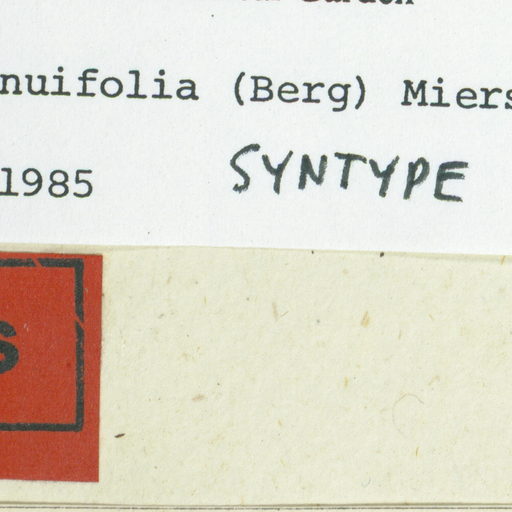 nuifolia (Berg) Miers
1985 SYNTYPE
s